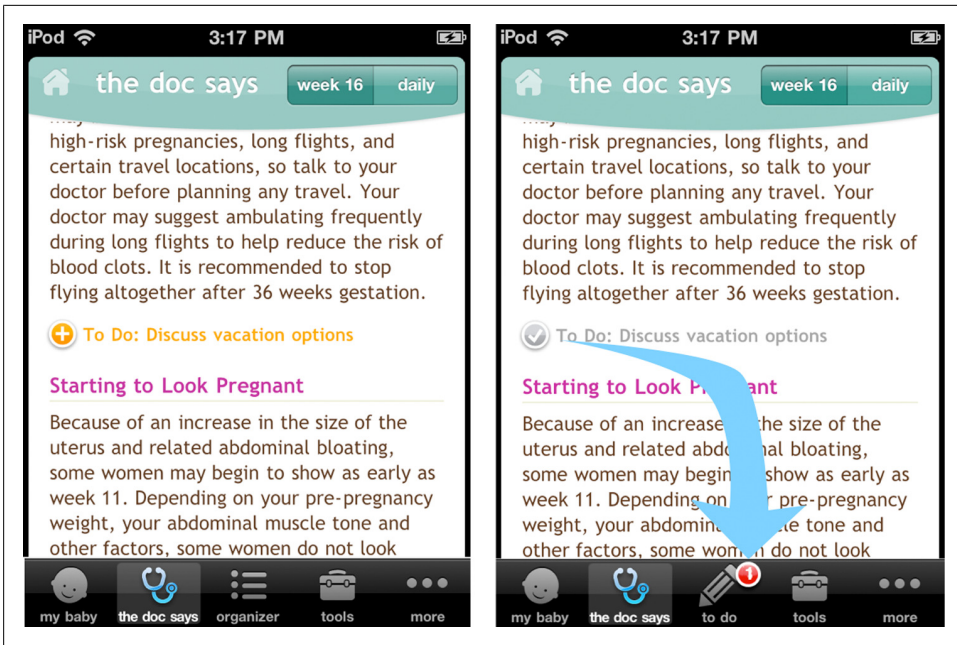 iPod
3:17 PM
the doc says
week 16
daily
high-risk pregnancies, long flights, and
certain travel locations, so talk to your
doctor before planning any travel. Your
doctor may suggest ambulating frequently
during long flights to help reduce the risk of
blood clots. It is recommended to stop
flying altogether after 36 weeks gestation.
To Do: Discuss vacation options
Starting to Look Pregnant
Because of an increase in the size of the
uterus and related abdominal bloating,
some women may begin to show as early as
week 11. Depending on your pre-pregnancy
weight, your abdominal muscle tone and
other factors, some women do not look
my baby
the doc says
organizer
tools
more
iPod
3:17 PM
the doc says
week 16
daily
high-risk pregnancies, long flights, and
certain travel locations, so talk to your
doctor before planning any travel. Your
doctor may suggest ambulating frequently
during long flights to help reduce the risk of
blood clots. It is recommended to stop
flying altogether after 36 weeks gestation.
To Do: Discuss vacation options
Starting to Look P ant
Because of an increase the size of the
uterus and related abdo nal bloating,
some women may begin show as early as
week 11. Depending on r pre-pregnancy
weight, your abdomin le tone and
other factors, some wom n do not look
1
my baby
the doc says
to do
tools
more